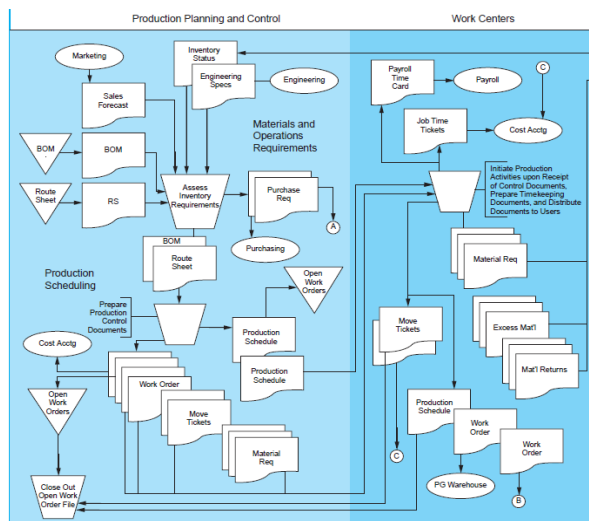 Production Planning and Control
Work Centers
Marketing
Inventory
Status
Engineering
Specs
Engineering
Sales
Forecast
Materials and
Operations
Requirements
BOM
BOM
Route
Sheet
RS
Assess
Inventory
Requirements
Purchase
Req
A
Purchasing
BOM
Route
Sheet
Production
Scheduling
Prepare
Production
Control
Documents
Open
Work
Orders
Production
Schedule
Production
Schedule
Cost Acctg
Work Order
Move
Tickets
Material
Req
Open
Work
Orders
Close Out
Open Work
Order File
Payroll
Time
Card
Payroll
C
Job Time
Tickets
Cost Acctg
Initiate Production
Activities upon Receipt
of Control Documents,
Prepare Timekeeping
Documents, and Distribute
Documents to Users
Material Req
Move
Tickets
Excess Mat'l
Mat'l Returns
Production
Schedule
Work
Order
Work
Order
C
PG Warehouse
B